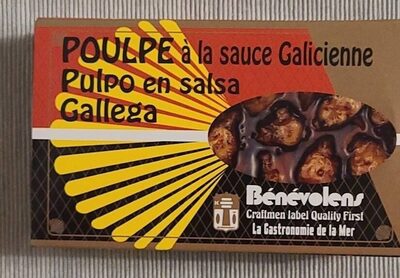 POULPE à la sauce Galicienne
Pulpo en salsa
Gallega
Bénévolens
Craftmen label Quality First
La Gastronomie de la Mer